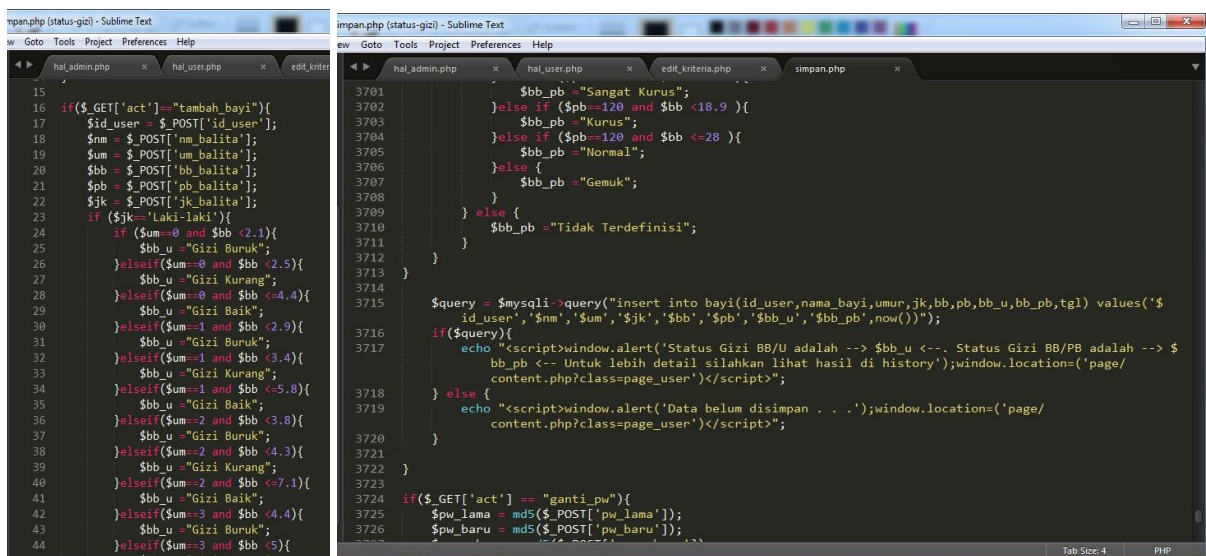 mpan.php (status-gizi) - Sublime Text
ew Goto Tools Project Preferences Help
hal_admin.php × hal_user.php × edit_kriter
15
16 if($_GET['act']=="tambah_bayi"){
17 $id_user = $_POST['id_user'];
18 $nm = $_POST['nm_balita'];
19 $um = $_POST['um_balita'];
20 $bb = $_POST['bb_balita'];
21 $pb = $_POST['pb_balita'];
22 $jk = $_POST['jk_balita'];
23 if ($jk=='Laki-laki'){
24 if ($um==0 and $bb <2.1){
25 $bb_u ="Gizi Buruk";
26 }elseif($um==0 and $bb <2.5){
27 $bb_u ="Gizi Kurang";
28 }elseif($um==0 and $bb <=4.4){
29 $bb_u ="Gizi Baik";
30 }elseif($um==1 and $bb <2.9){
31 $bb_u ="Gizi Buruk";
32 }elseif($um==1 and $bb <3.4){
33 $bb_u ="Gizi Kurang";
34 }elseif($um==1 and $bb <=5.8){
35 $bb_u ="Gizi Baik";
36 }elseif($um==2 and $bb <3.8){
37 $bb_u ="Gizi Buruk";
38 }elseif($um==2 and $bb <4.3){
39 $bb_u ="Gizi Kurang";
40 }elseif($um==2 and $bb <=7.1){
41 $bb_u ="Gizi Baik";
42 }elseif($um==3 and $bb <4.4){
43 $bb_u ="Gizi Buruk";
44 }elseif($um==3 and $bb <5){
impan.php (status-gizi) - Sublime Text
ew Goto Tools Project Preferences Help
hal_admin.php × hal_user.php × edit_kriteria.php × simpan.php ×
3701 $bb_pb ="Sangat Kurus";
3702 }else if ($pb==120 and $bb <18.9 ){
3703 $bb_pb ="Kurus";
3704 }else if ($pb==120 and $bb <=28 ){
3705 $bb_pb ="Normal";
3706 }else {
3707 $bb_pb ="Gemuk";
3708 }
3709 } else {
3710 $bb_pb ="Tidak Terdefinisi";
3711 }
3712 }
3713 }
3714
3715 $query = $mysqli->query("insert into bayi(id_user,nama_bayi,umur,jk,bb,pb,bb_u,bb_pb,tgl) values('$
id_user','$nm','$um','$jk','$bb','$pb','$bb_u','$bb_pb',now())");
3716 if($query){
3717 echo "<script>window.alert('Status Gizi BB/U adalah --> $bb_u <--. Status Gizi BB/PB adalah --> $
bb_pb <-- Untuk lebih detail silahkan lihat hasil di history');window.location=('page/
content.php?class=page_user')</script>";
3718 } else {
3719 echo "<script>window.alert('Data belum disimpan . . .');window.location=('page/
content.php?class=page_user')</script>";
3720 }
3721
3722 }
3723
3724 if($_GET['act'] == "ganti_pw"){
3725 $pw_lama = md5($_POST['pw_lama']);
3726 $pw_baru = md5($_POST['pw_baru']);
Tab Size: 4 PHP